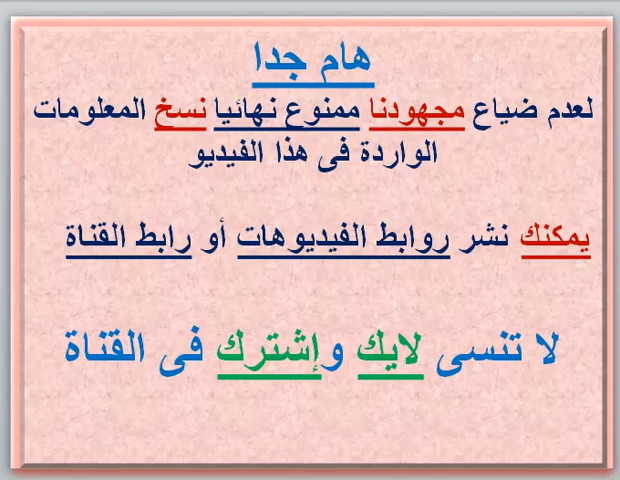 هام جدا
لعدم ضياع مجهودنا ممنوع نهائيا نسخ المعلومات
الواردة فى هذا الفيديو
يمكنك نشر روابط الفيديوهات أو رابط القناة
لا تنسى لايك وإشترك فى القناة